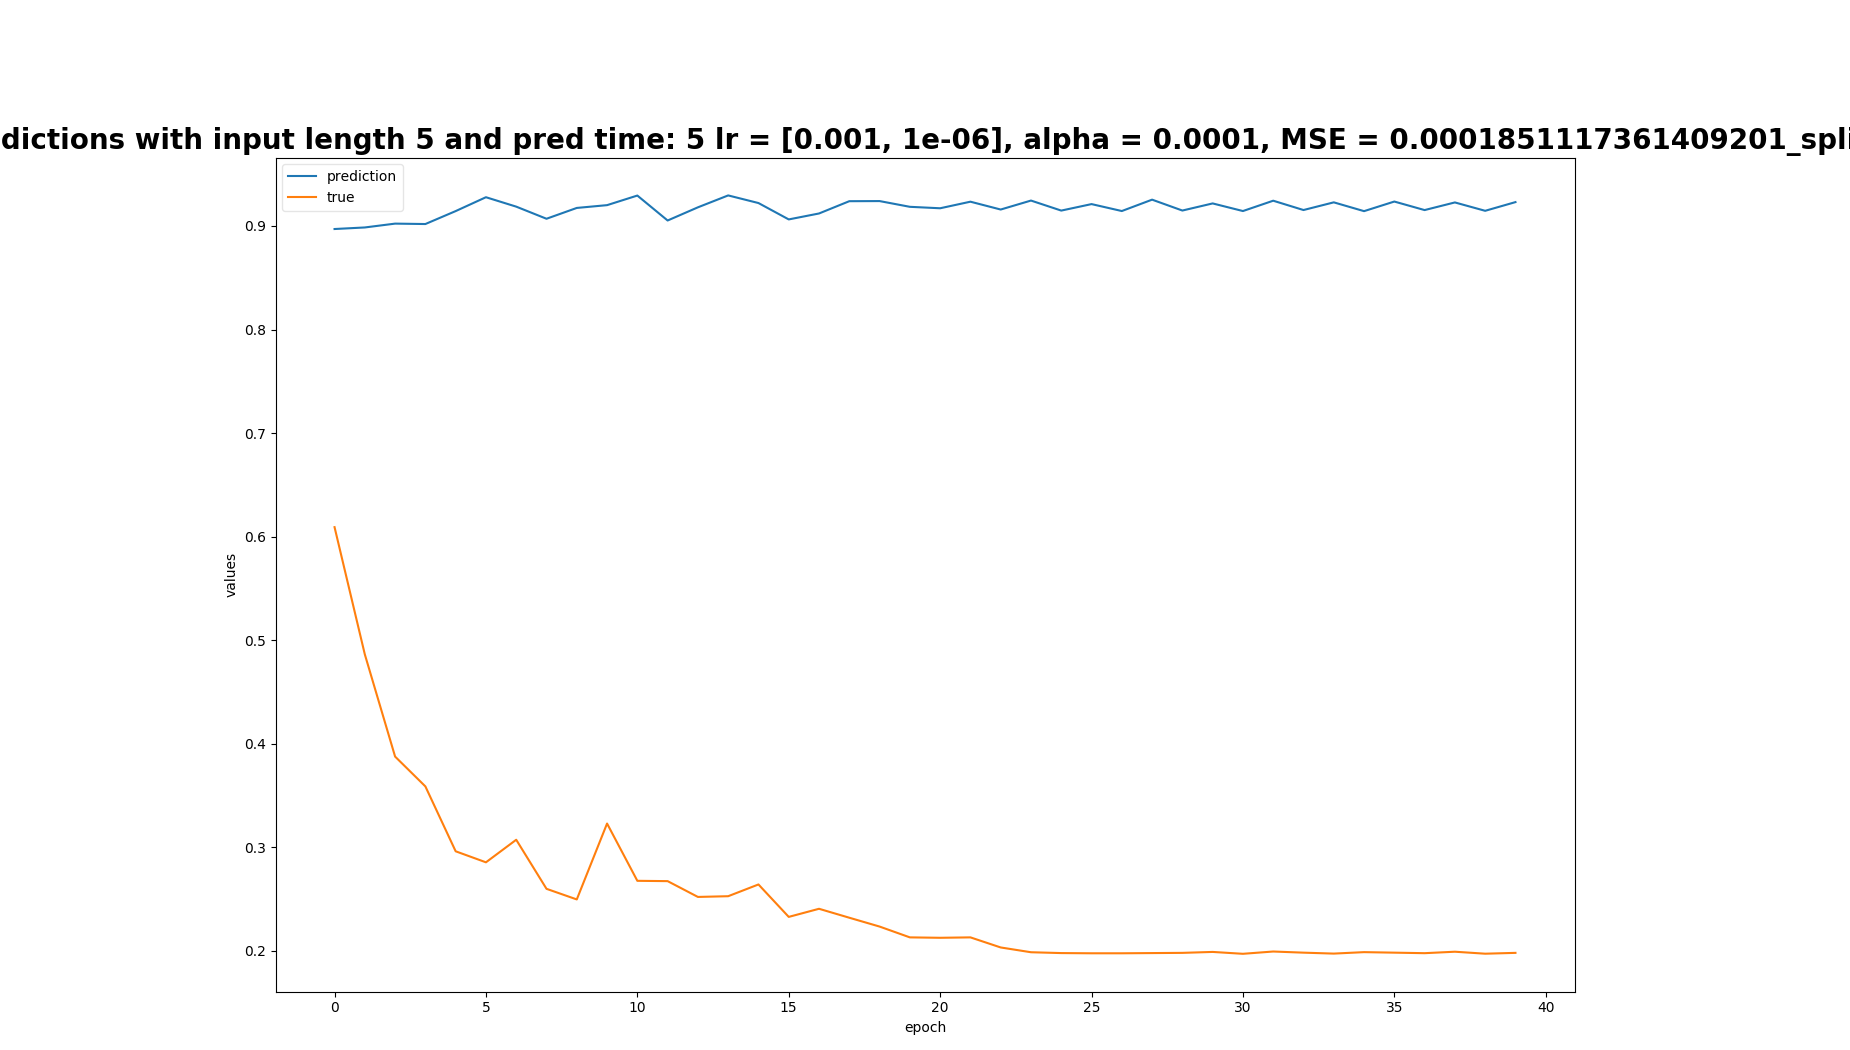 dictions with input length 5 and pred time: 5 lr = [0.001, 1e-06], alpha = 0.0001, MSE = 0.0001851117361409201_spli
prediction
true
0.9
0.8
0.7
0.6
0.5
0.4
0.3
0.2
values
0 5 10 15 20 25 30 35 40
epoch